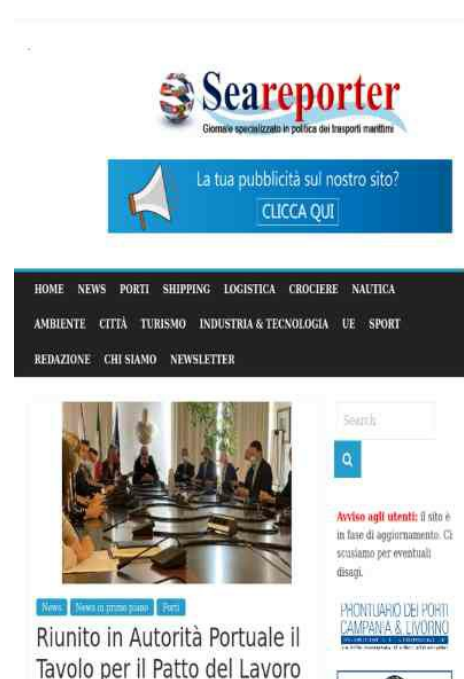 Seareporter
Giornale specializzato in politica dei trasporti marittimi
La tua pubblicità sul nostro sito?
CLICCA QUI
HOME NEWS PORTI SHIPPING LOGISTICA CROCIERE NAUTICA
AMBIENTE CITTÀ TURISMO INDUSTRIA & TECNOLOGIA UE SPORT
REDAZIONE CHI SIAMO NEWSLETTER
Search
Avviso agli utenti: il sito è
in fase di aggiornamento. Ci
scusiamo per eventuali
disagi.
News News in primo piano Porti
Riunito in Autorità Portuale il
Tavolo per il Patto del Lavoro
PRONTUARIO DEI PORTI
CAMPANIA & LIVORNO